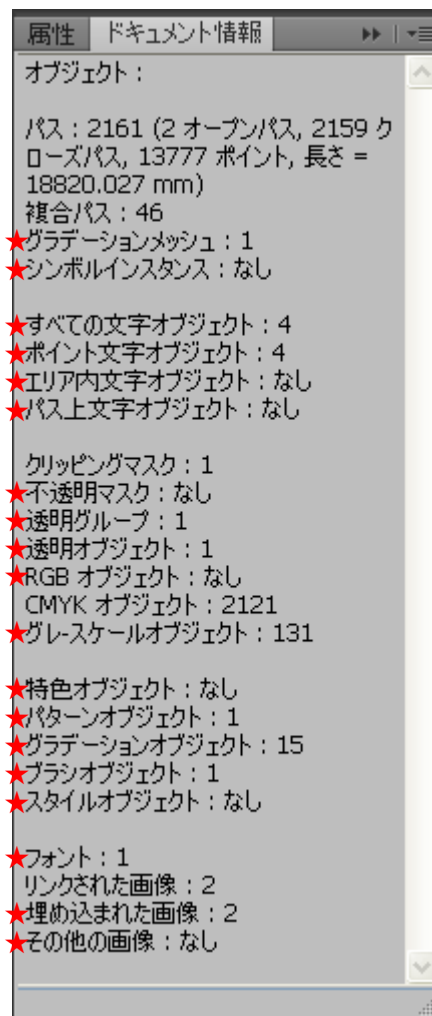 属性 ドキュメント情報
オブジェクト：
パス：2161 (2 オープンパス, 2159 ク
ローズパス, 13777 ポイント, 長さ =
18820.027 mm)
複合パス：46
★グラデーションメッシュ：1
★シンボルインスタンス：なし
★すべての文字オブジェクト：4
★ポイント文字オブジェクト：4
★エリア内文字オブジェクト：なし
★パス上文字オブジェクト：なし
クリッピングマスク：1
★不透明マスク：なし
★透明グループ：1
★透明オブジェクト：1
★RGB オブジェクト：なし
CMYK オブジェクト：2121
★グレースケールオブジェクト：131
★特色オブジェクト：なし
★パターンオブジェクト：1
★グラデーションオブジェクト：15
★ブラシオブジェクト：1
★スタイルオブジェクト：なし
★フォント：1
リンクされた画像：2
★埋め込まれた画像：2
★その他の画像：なし